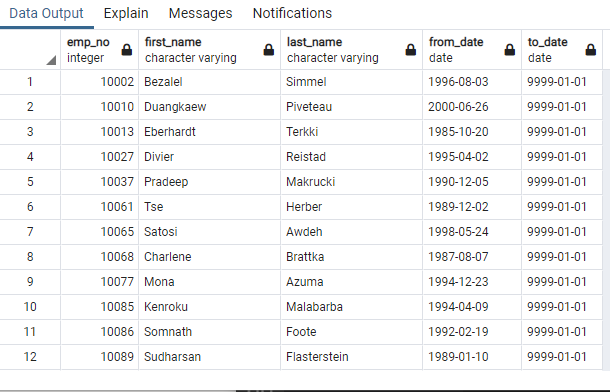 Data Output Explain Messages Notifications
emp_no first_name last_name from_date to_date
integer character varying character varying date date
1 10002 Bezalel Simmel 1996-08-03 9999-01-01
2 10010 Duangkaew Piveteau 2000-06-26 9999-01-01
3 10013 Eberhardt Terkki 1985-10-20 9999-01-01
4 10027 Divier Reistad 1995-04-02 9999-01-01
5 10037 Pradeep Makrucki 1990-12-05 9999-01-01
6 10061 Tse Herber 1989-12-02 9999-01-01
7 10065 Satosi Awdeh 1998-05-24 9999-01-01
8 10068 Charlene Brattka 1987-08-07 9999-01-01
9 10077 Mona Azuma 1994-12-23 9999-01-01
10 10085 Kenroku Malabarba 1994-04-09 9999-01-01
11 10086 Somnath Foote 1992-02-19 9999-01-01
12 10089 Sudharsan Flasterstein 1989-01-10 9999-01-01